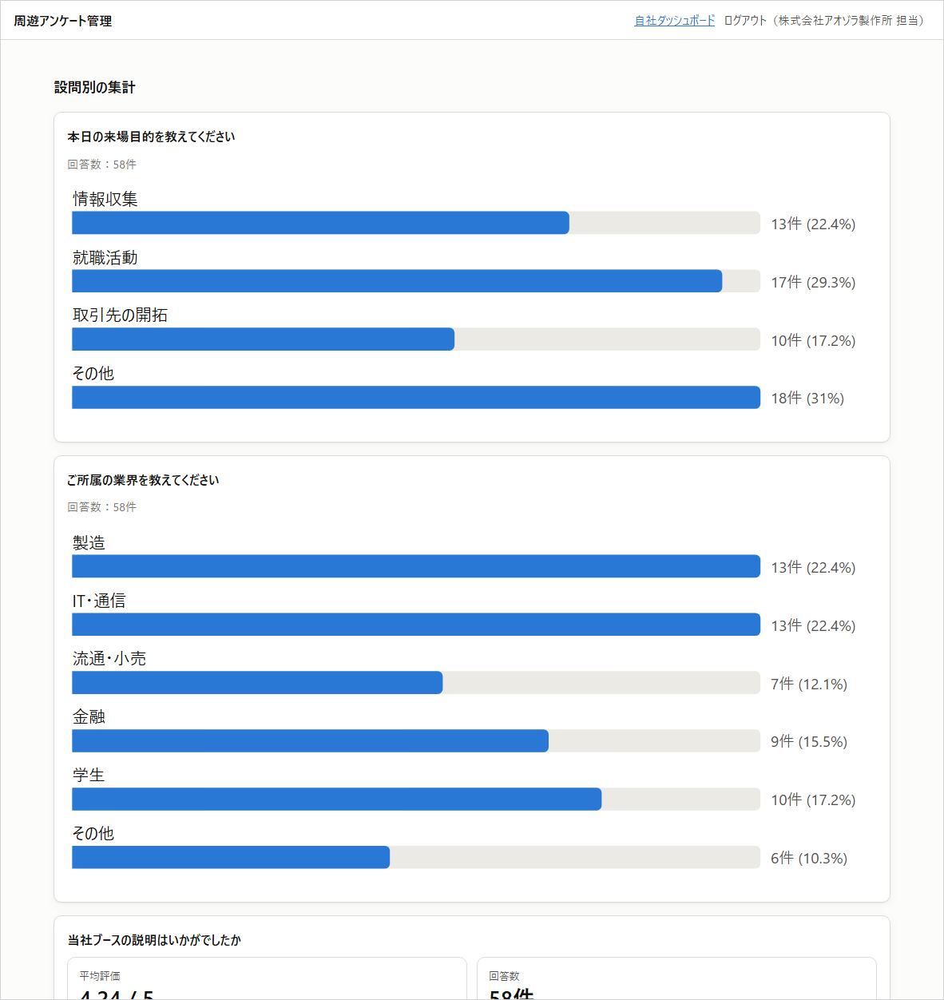 周遊アンケート管理
自社ダッシュボード ログアウト（株式会社アオゾラ製作所 担当）
設問別の集計
本日の来場目的を教えてください
回答数：58件
情報収集
13件 (22.4%)
就職活動
17件 (29.3%)
取引先の開拓
10件 (17.2%)
その他
18件 (31%)
ご所属の業界を教えてください
回答数：58件
製造
13件 (22.4%)
IT・通信
13件 (22.4%)
流通・小売
7件 (12.1%)
金融
9件 (15.5%)
学生
10件 (17.2%)
その他
6件 (10.3%)
当社ブースの説明はいかがでしたか
平均評価
4.24 / 5
回答数
58件